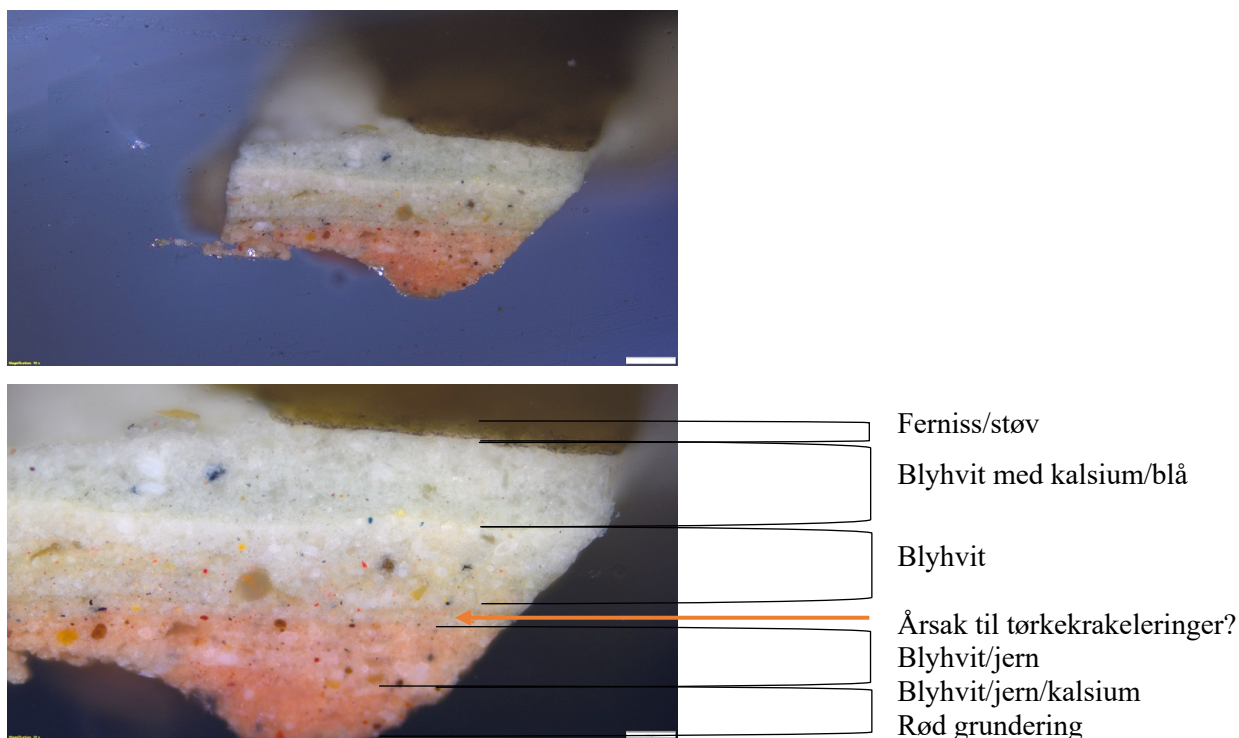 Ferniss/støv
Blyhvit med kalsium/blå
Blyhvit
Årsak til tørkekrakeleringer?
Blyhvit/jern
Blyhvit/jern/kalsium
Rød grundering